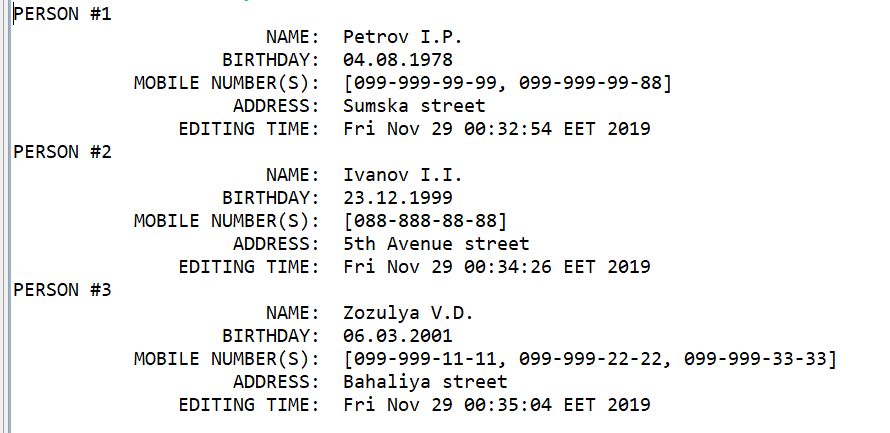 PERSON #1
NAME: Petrov I.P.
BIRTHDAY: 04.08.1978
MOBILE NUMBER(S): [099-999-99-99, 099-999-99-88]
ADDRESS: Sumska street
EDITING TIME: Fri Nov 29 00:32:54 EET 2019
PERSON #2
NAME: Ivanov I.I.
BIRTHDAY: 23.12.1999
MOBILE NUMBER(S): [088-888-88-88]
ADDRESS: 5th Avenue street
EDITING TIME: Fri Nov 29 00:34:26 EET 2019
PERSON #3
NAME: Zozulya V.D.
BIRTHDAY: 06.03.2001
MOBILE NUMBER(S): [099-999-11-11, 099-999-22-22, 099-999-33-33]
ADDRESS: Bahaliya street
EDITING TIME: Fri Nov 29 00:35:04 EET 2019